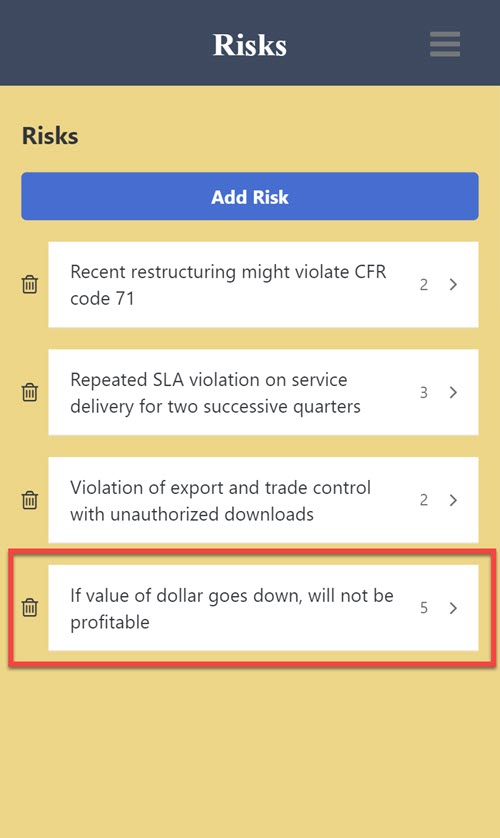 Risks
Risks
Add Risk
Recent restructuring might violate CFR
code 71
2
Repeated SLA violation on service
delivery for two successive quarters
3
Violation of export and trade control
with unauthorized downloads
2
If value of dollar goes down, will not be
profitable
5